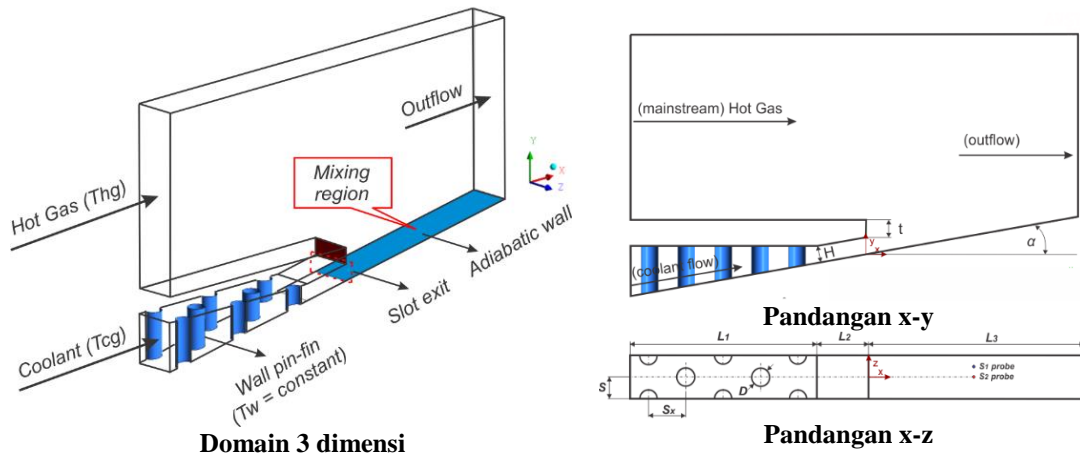 Hot Gas (Thg)
Outflow
Mixing
region
Y
X
Z
Adiabatic wall
Slot exit
Coolant (Tcg)
Wall pin-fin
(Tw = constant)
Domain 3 dimensi
(mainstream) Hot Gas
(outflow)
t
y
x
H
α
(coolant flow)
Pandangan x-y
L1
L2
L3
S
D
Sx
z
x
S1 probe
S2 probe
Pandangan x-z